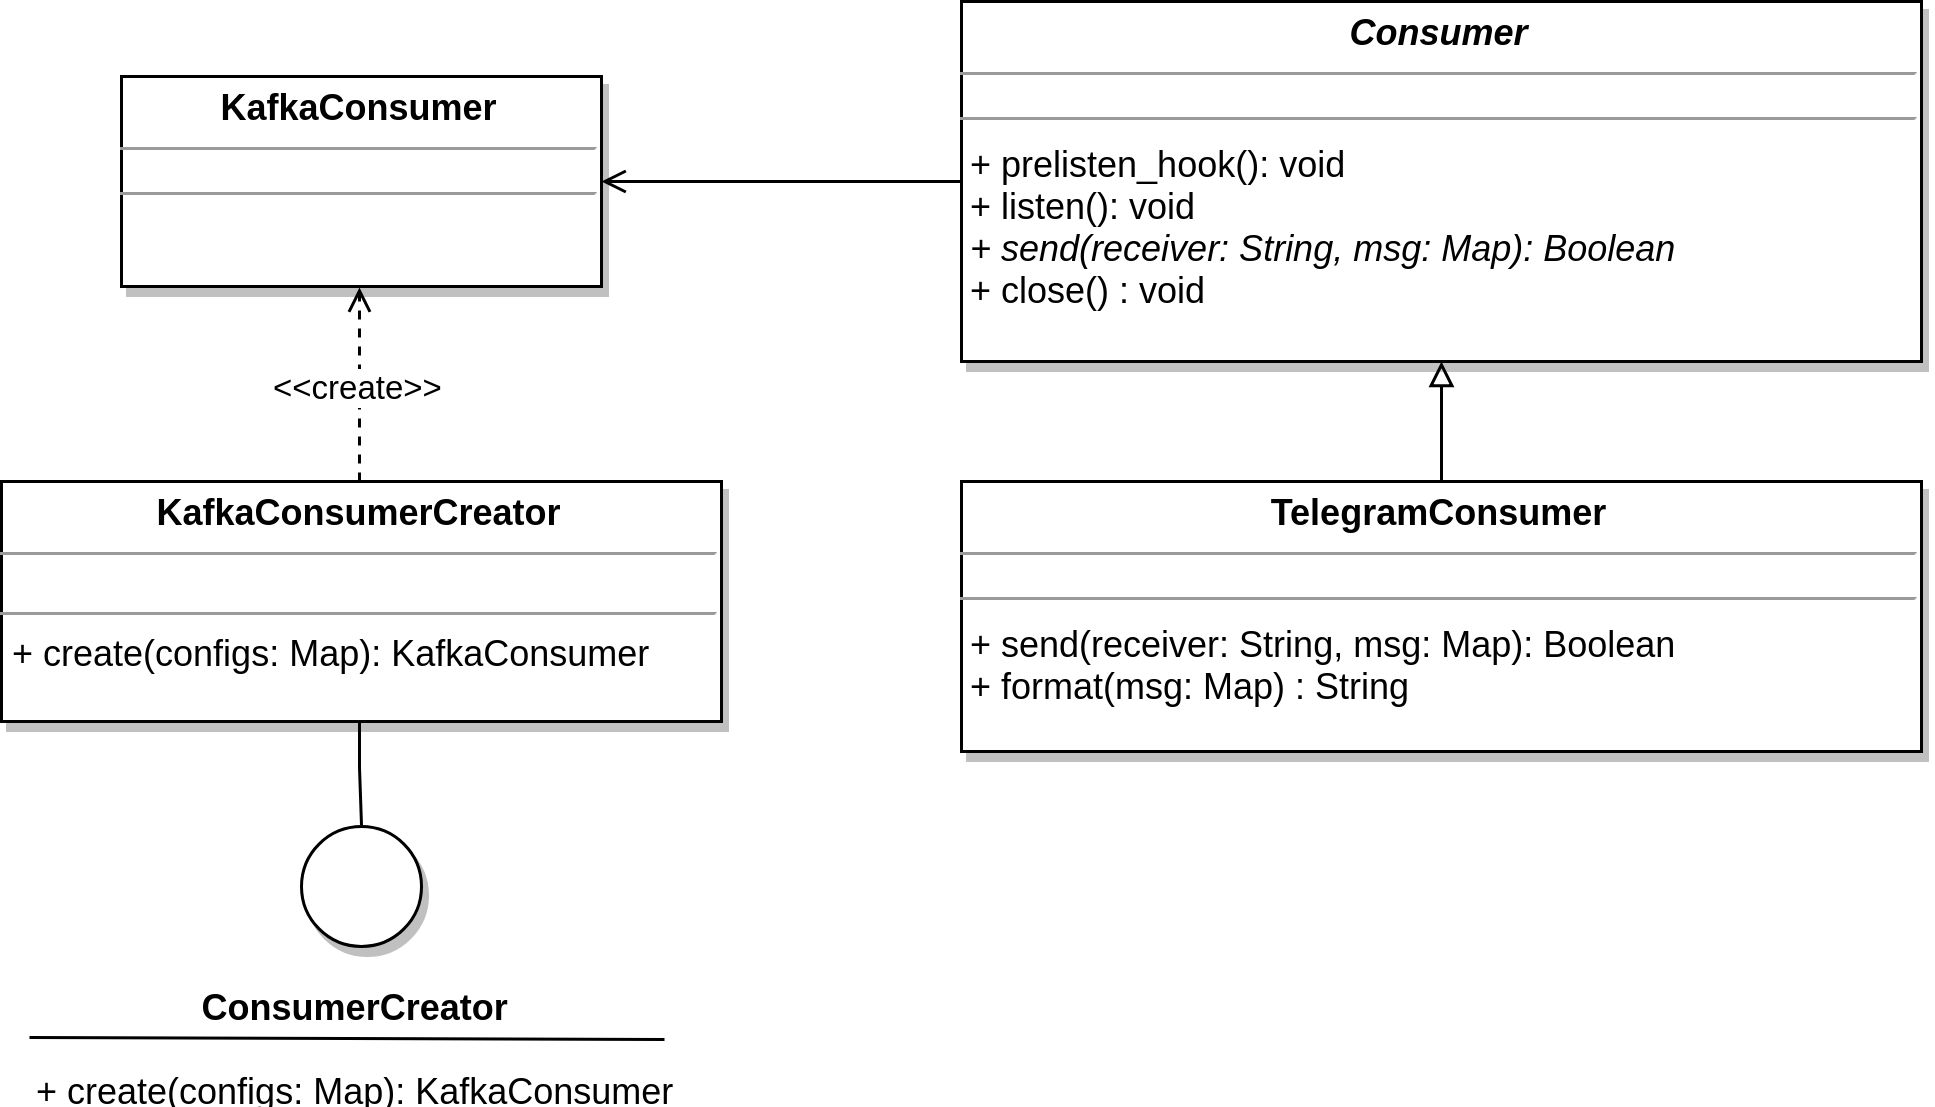 Consumer
+ prelisten_hook(): void
+ listen(): void
+ send(receiver: String, msg: Map): Boolean
+ close() : void
KafkaConsumer
<<create>>
KafkaConsumerCreator
+ create(configs: Map): KafkaConsumer
TelegramConsumer
+ send(receiver: String, msg: Map): Boolean
+ format(msg: Map) : String
ConsumerCreator
+ create(configs: Map): KafkaConsumer